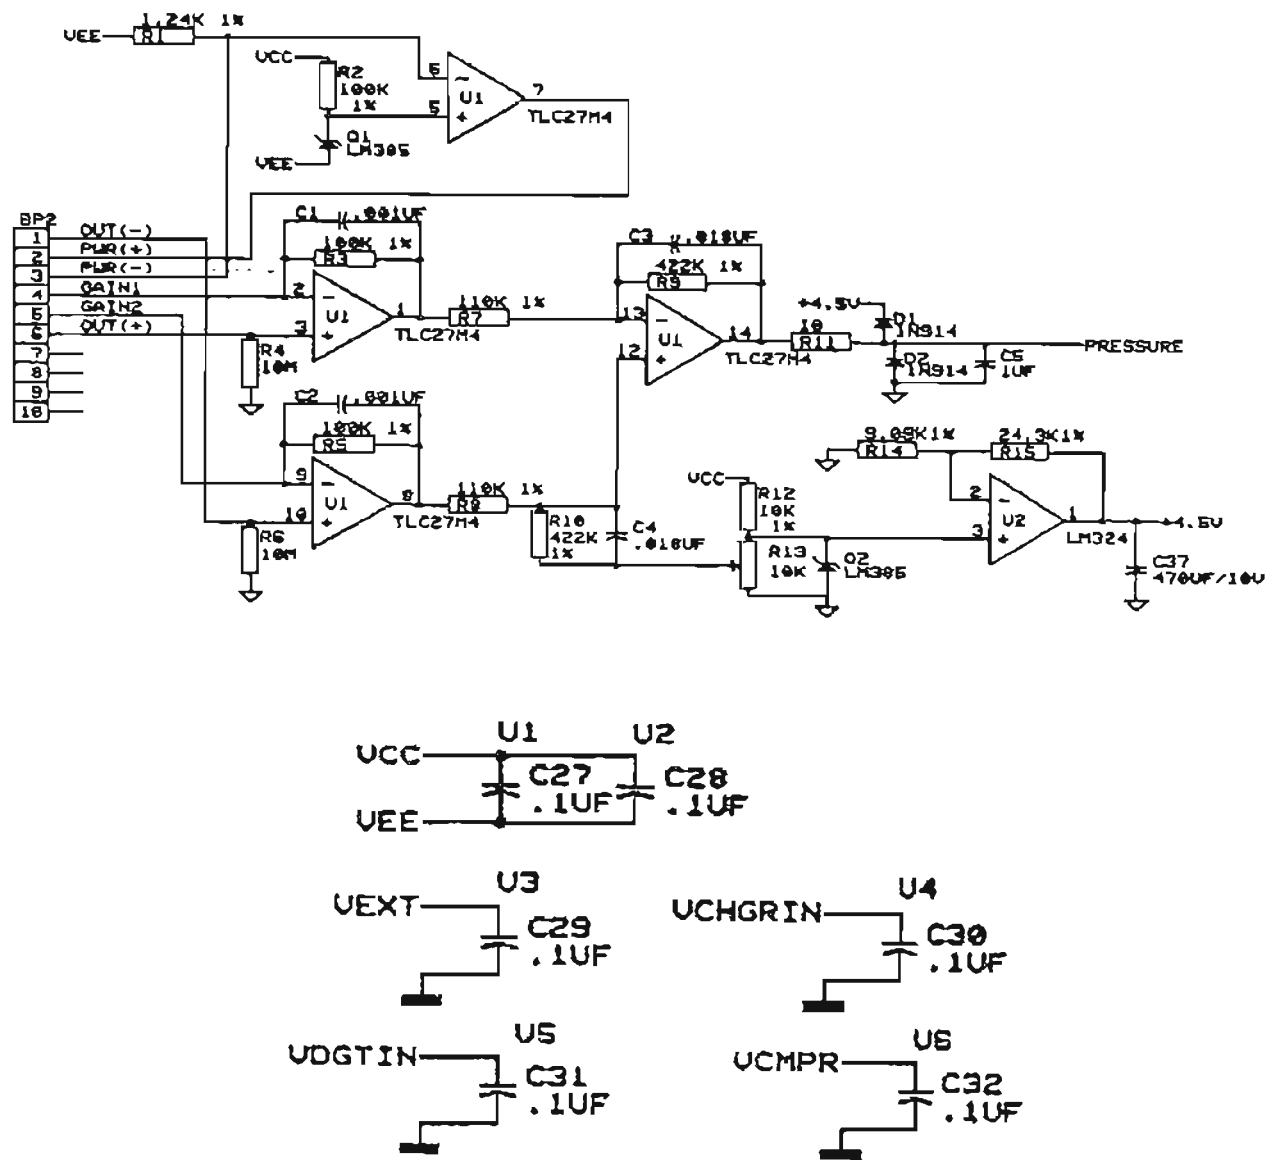 1.24K 1%
VEE
R1
VCC
R2
100K
1%
6
5
7
U1
TLC27M4
Q1
LM385
VEE
BP2
1 OUT(-)
2 PWR(+)
3 PWR(-)
4 GAIN1
5 GAIN2
6 OUT(+)
7
8
9
10
C1 .001UF
100K 1%
R3
2
3
1
U1
TLC27M4
R4
10M
110K 1%
R7
C2 .001UF
100K 1%
R5
9
10
8
U1
TLC27M4
R6
10M
110K 1%
R8
R10
422K
1%
C4
.018UF
C3 .018UF
422K 1%
R9
13
12
14
U1
TLC27M4
10
R11
+4.5V
D1
1N914
D2
1N914
C5
1UF
PRESSURE
9.09K1%
R14
24.3K1%
R15
VCC
R12
10K
1%
R13
10K
Q2
LM385
2
3
1
U2
LM324
+4.5V
C37
470UF/10V
U1
U2
VCC
C27
.1UF
C28
.1UF
VEE
U3
VEXT
C29
.1UF
U4
VCHGRIN
C30
.1UF
U5
VDGTIN
C31
.1UF
U6
VCMPR
C32
.1UF